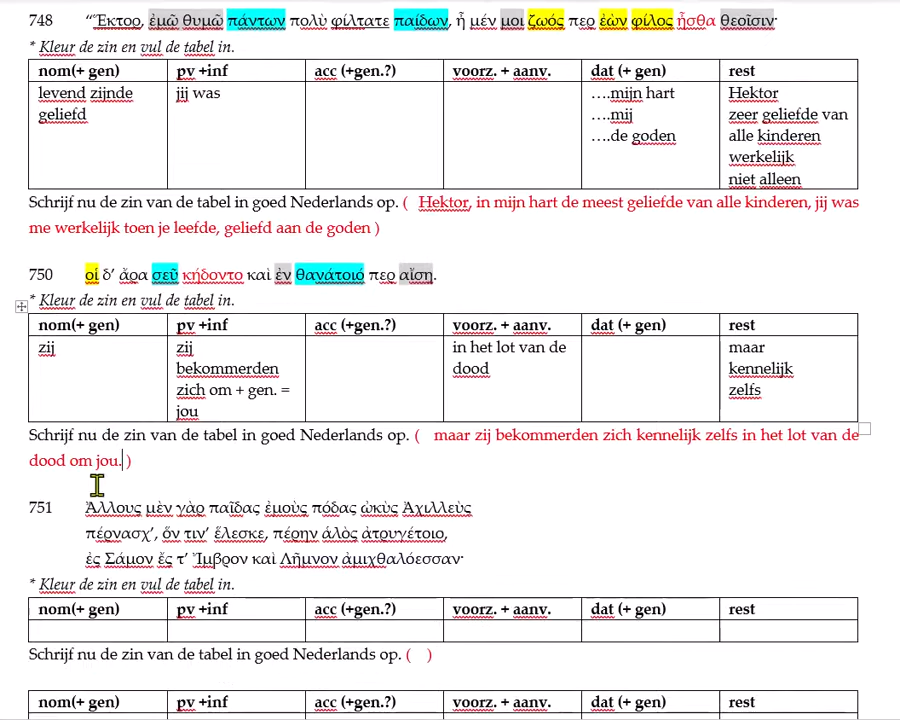 748 “Ἕκτορ, ἐμῷ θυμῷ πάντων πολὺ φίλτατε παίδων, ἦ μέν μοι ζωός περ ἐὼν φίλος ἦσθα θεοῖσιν·
* Kleur de zin en vul de tabel in.
nom(+ gen) pv +inf acc (+gen.?) voorz. + aanv. dat (+ gen) rest
levend zijnde jij was ….mijn hart Hektor
geliefd ….mij zeer geliefde van
….de goden alle kinderen
werkelijk
niet alleen
Schrijf nu de zin van de tabel in goed Nederlands op. ( Hektor, in mijn hart de meest geliefde van alle kinderen, jij was
me werkelijk toen je leefde, geliefd aan de goden )
750 οἱ δ’ ἄρα σεῦ κήδοντο καὶ ἐν θανάτοιό περ αἴσῃ.
* Kleur de zin en vul de tabel in.
nom(+ gen) pv +inf acc (+gen.?) voorz. + aanv. dat (+ gen) rest
zij zij in het lot van de maar
bekommerden dood kennelijk
zich om + gen. = zelfs
jou
Schrijf nu de zin van de tabel in goed Nederlands op. ( maar zij bekommerden zich kennelijk zelfs in het lot van de
dood om jou. )
751 Ἄλλους μὲν γὰρ παῖδας ἐμοὺς πόδας ὠκὺς Ἀχιλλεὺς
πέρνασχ’, ὅν τιν’ ἕλεσκε, πέρην ἁλὸς ἀτρυγέτοιο,
ἐς Σάμον ἔς τ’ Ἴμβρον καὶ Λῆμνον ἀμιχθαλόεσσαν·
* Kleur de zin en vul de tabel in.
nom(+ gen) pv +inf acc (+gen.?) voorz. + aanv. dat (+ gen) rest
Schrijf nu de zin van de tabel in goed Nederlands op. ( )
nom(+ gen) pv +inf acc (+gen.?) voorz. + aanv. dat (+ gen) rest